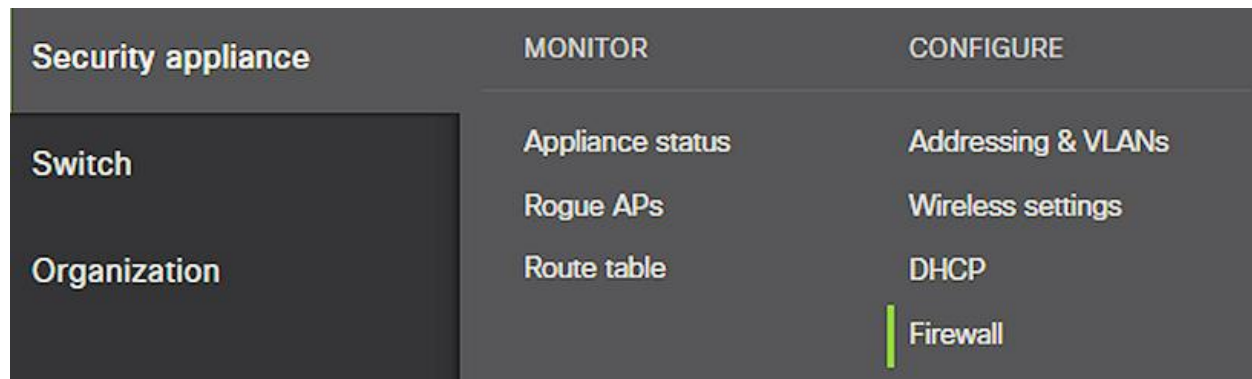 Security appliance
Switch
Organization
MONITOR
Appliance status
Rogue APs
Route table
CONFIGURE
Addressing & VLANs
Wireless settings
DHCP
Firewall